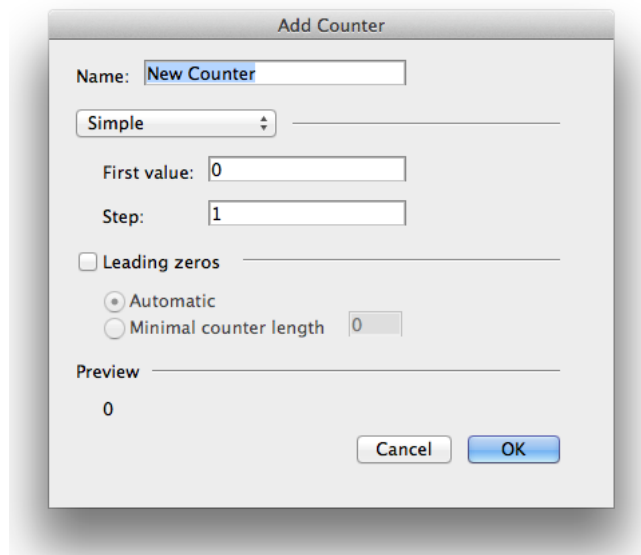 Add Counter
Name: New Counter
Simple
First value: 0
Step: 1
Leading zeros
Automatic
Minimal counter length 0
Preview
0
Cancel OK